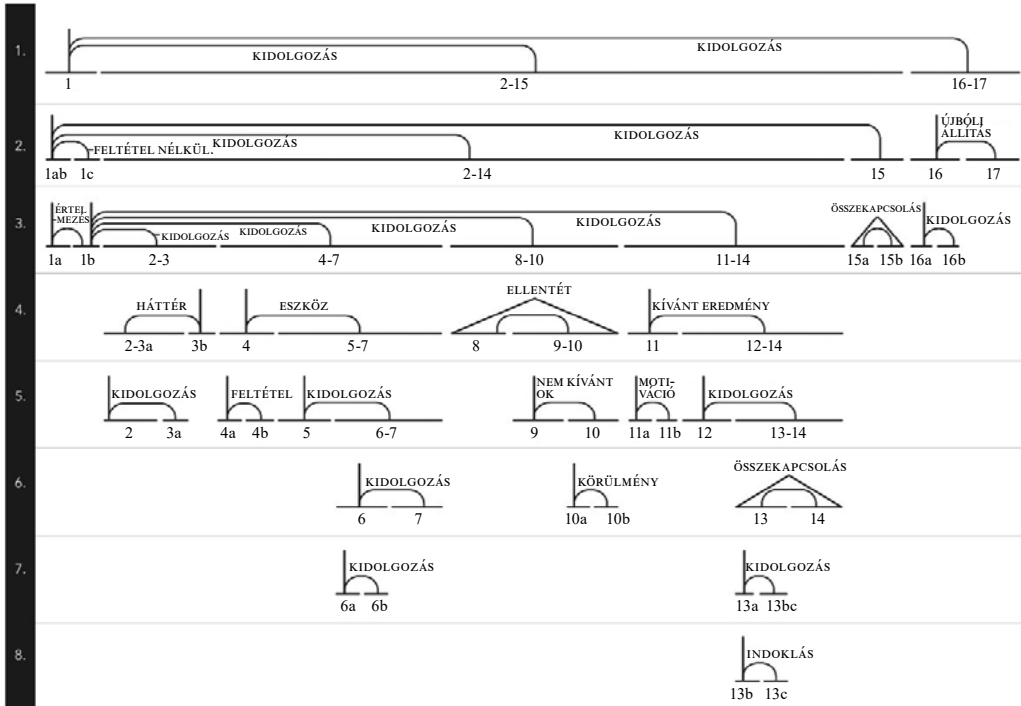 1.
KIDOLGOZÁS
KIDOLGOZÁS
1
2-15
16-17
2.
KIDOLGOZÁS
KIDOLGOZÁS
ÚJBÓLI
ÁLLÍTÁS
FELTÉTEL NÉLKÜL.
1ab
1c
2-14
15
16
17
3.
ÉRTEL-
MEZÉS
KIDOLGOZÁS
KIDOLGOZÁS
KIDOLGOZÁS
KIDOLGOZÁS
ÖSSZEKAPCSOLÁS
KIDOLGOZÁS
1a
1b
2-3
4-7
8-10
11-14
15a
15b
16a
16b
4.
HÁTTÉR
ESZKÖZ
ELLENTÉT
KÍVÁNT EREDMÉNY
2-3a
3b
4
5-7
8
9-10
11
12-14
5.
KIDOLGOZÁS
FELTÉTEL
KIDOLGOZÁS
NEM KÍVÁNT
OK
MOTI-
VÁCIÓ
KIDOLGOZÁS
2
3a
4a
4b
5
6-7
9
10
11a
11b
12
13-14
6.
KIDOLGOZÁS
KÖRÜLMÉNY
ÖSSZEKAPCSOLÁS
6
7
10a
10b
13
14
7.
KIDOLGOZÁS
KIDOLGOZÁS
6a
6b
13a
13bc
8.
INDOKLÁS
13b
13c